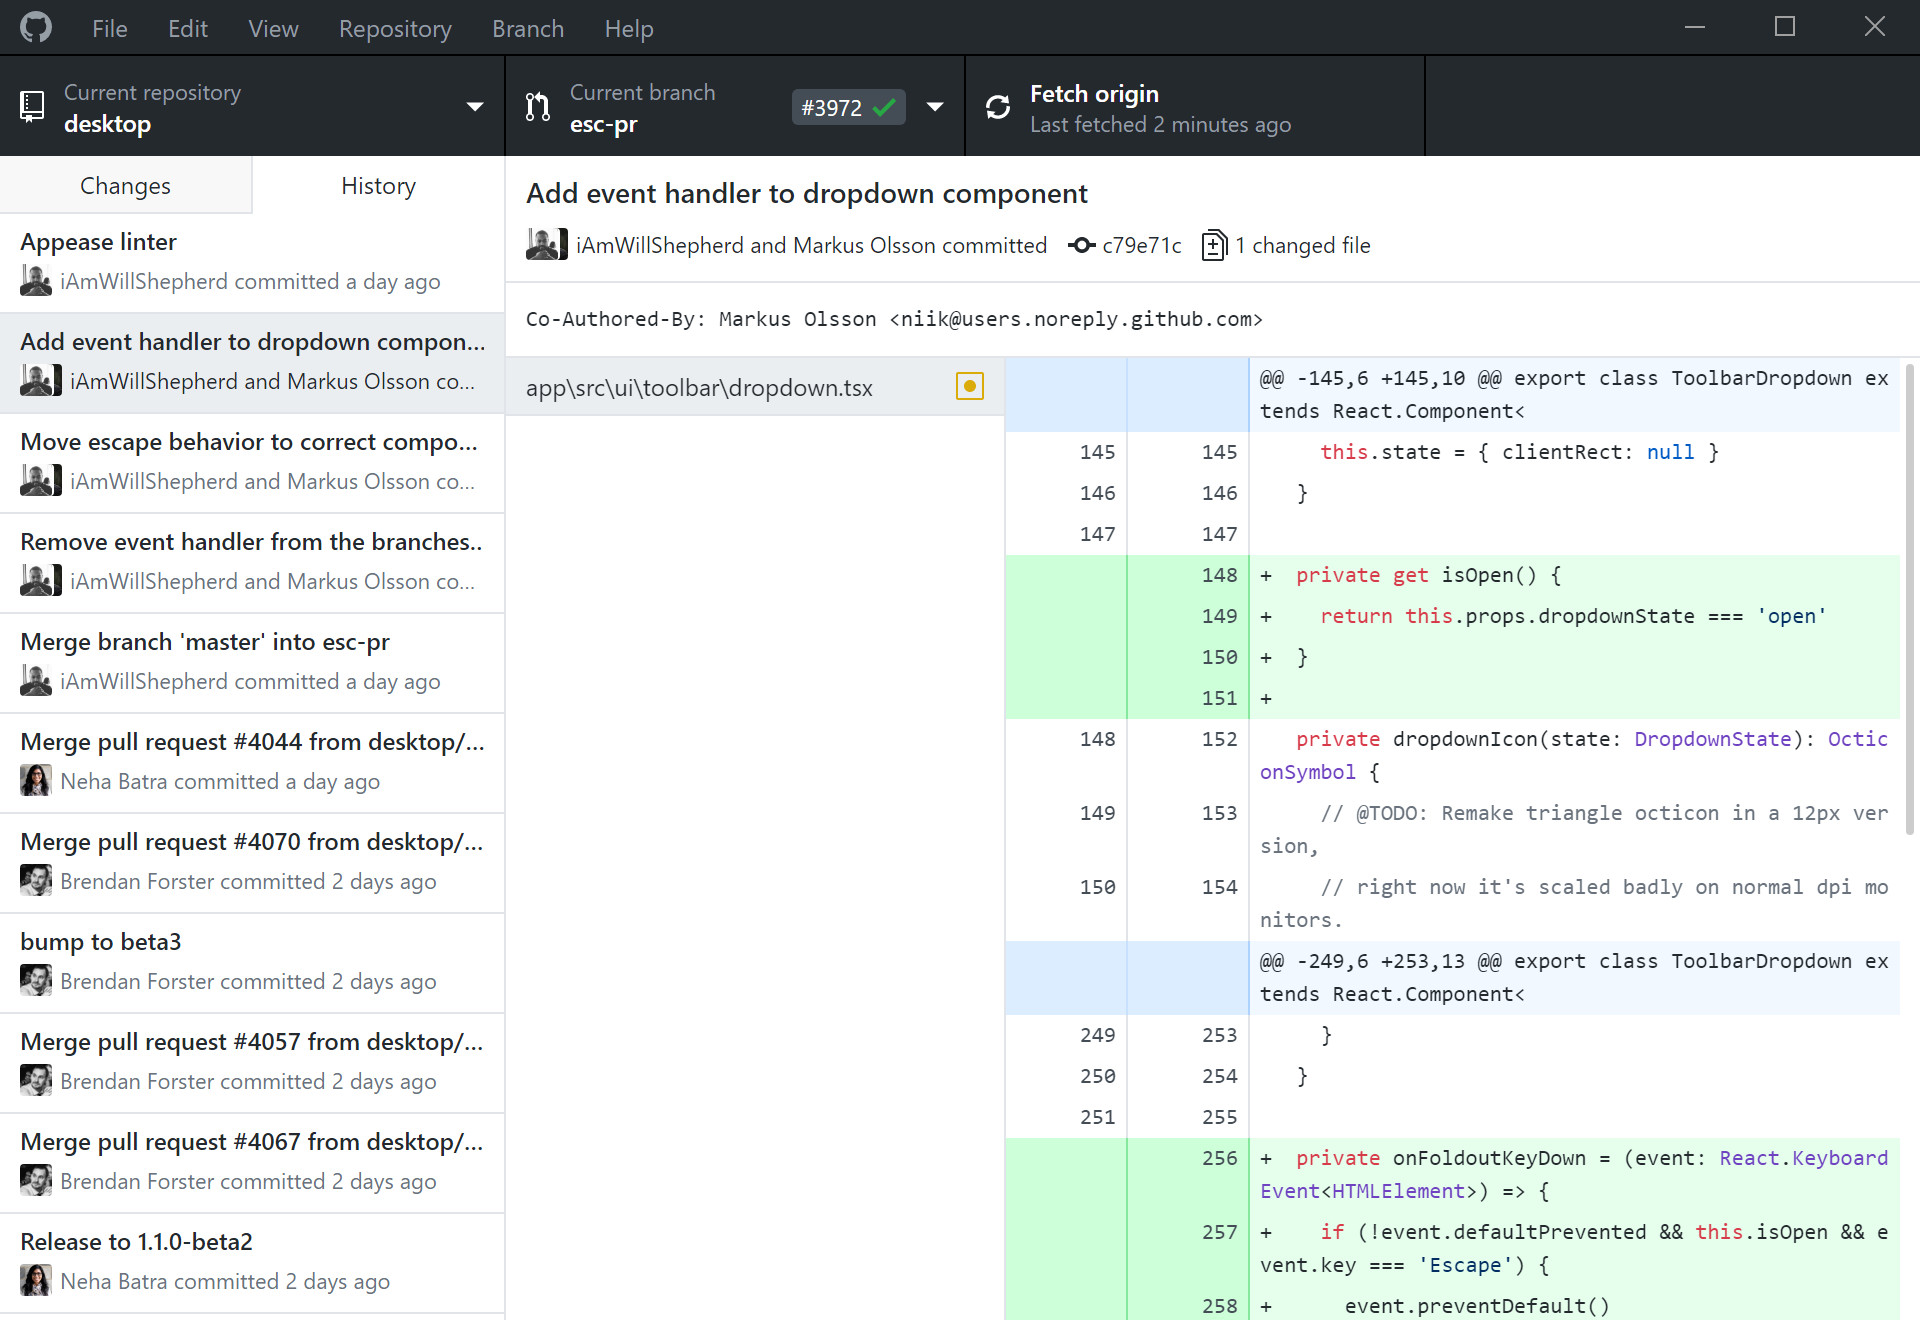 File Edit View Repository Branch Help
Current repository
desktop
Current branch
esc-pr
#3972
Fetch origin
Last fetched 2 minutes ago
Changes
History
Appease linter
iAmWillShepherd committed a day ago
Add event handler to dropdown compon...
iAmWillShepherd and Markus Olsson co...
Move escape behavior to correct compo...
iAmWillShepherd and Markus Olsson co...
Remove event handler from the branches..
iAmWillShepherd and Markus Olsson co...
Merge branch 'master' into esc-pr
iAmWillShepherd committed a day ago
Merge pull request #4044 from desktop/...
Neha Batra committed a day ago
Merge pull request #4070 from desktop/...
Brendan Forster committed 2 days ago
bump to beta3
Brendan Forster committed 2 days ago
Merge pull request #4057 from desktop/...
Brendan Forster committed 2 days ago
Merge pull request #4067 from desktop/...
Brendan Forster committed 2 days ago
Release to 1.1.0-beta2
Neha Batra committed 2 days ago
Add event handler to dropdown component
iAmWillShepherd and Markus Olsson committed c79e71c 1 changed file
Co-Authored-By: Markus Olsson <niik@users.noreply.github.com>
app\src\ui\toolbar\dropdown.tsx
@@ -145,6 +145,10 @@ export class ToolbarDropdown ex
tends React.Component<
145 145 this.state = { clientRect: null }
146 146 }
147 147
148 + private get isOpen() {
149 + return this.props.dropdownState === 'open'
150 + }
151 +
148 152 private dropdownIcon(state: DropdownState): Octic
onSymbol {
149 153 // @TODO: Remake triangle octicon in a 12px ver
sion,
150 154 // right now it's scaled badly on normal dpi mo
nitors.
@@ -249,6 +253,13 @@ export class ToolbarDropdown ex
tends React.Component<
249 253 }
250 254 }
251 255
256 + private onFoldoutKeyDown = (event: React.Keyboard
Event<HTMLElement>) => {
257 + if (!event.defaultPrevented && this.isOpen && e
vent.key === 'Escape') {
258 + event.preventDefault()